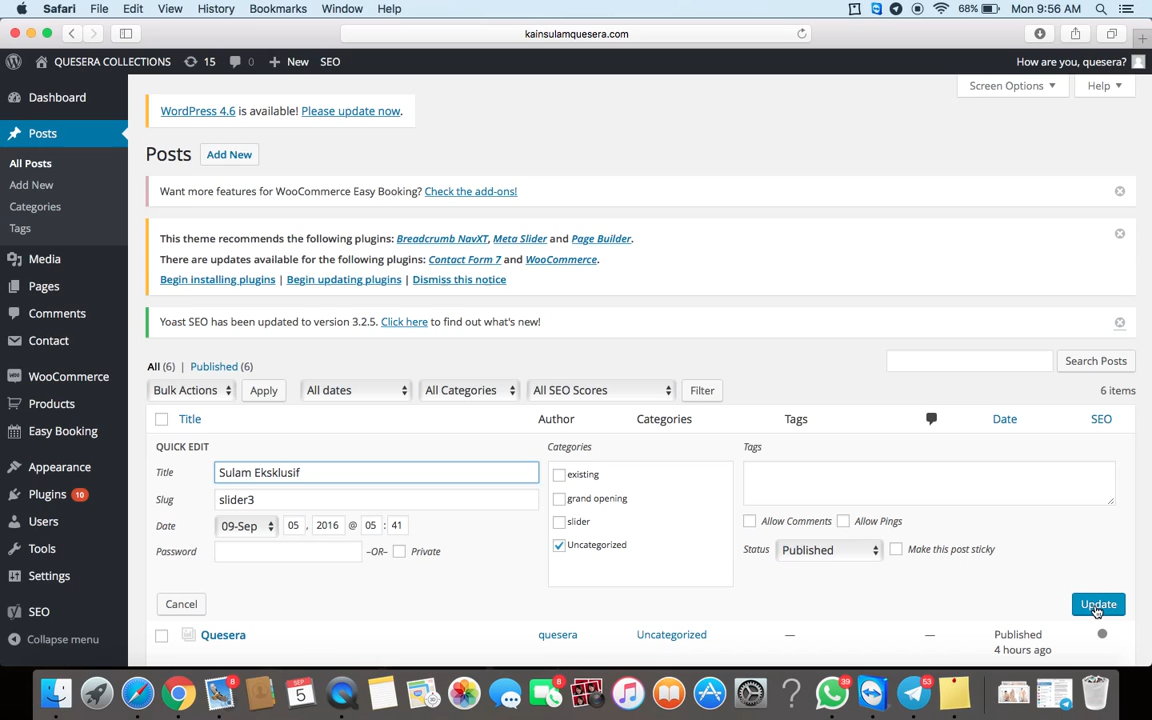 Safari File Edit View History Bookmarks Window Help 68% Mon 9:56 AM
kainsulamquesera.com
QUESERA COLLECTIONS 15 0 New SEO How are you, quesera?
Dashboard
Posts
All Posts
Add New
Categories
Tags
Media
Pages
Comments
Contact
WooCommerce
Products
Easy Booking
Appearance
Plugins 10
Users
Tools
Settings
SEO
Collapse menu
Screen Options Help
WordPress 4.6 is available! Please update now.
Posts Add New
Want more features for WooCommerce Easy Booking? Check the add-ons!
This theme recommends the following plugins: Breadcrumb NavXT, Meta Slider and Page Builder.
There are updates available for the following plugins: Contact Form 7 and WooCommerce.
Begin installing plugins | Begin updating plugins | Dismiss this notice
Yoast SEO has been updated to version 3.2.5. Click here to find out what's new!
All (6) | Published (6) Search Posts
Bulk Actions Apply All dates All Categories All SEO Scores Filter 6 items
Title Author Categories Tags Date SEO
QUICK EDIT Categories Tags
Title Sulam Eksklusif existing
Slug slider3 grand opening
Date 09-Sep 05 , 2016 @ 05 : 41 slider Allow Comments Allow Pings
Password –OR– Private Uncategorized Status Published Make this post sticky
Cancel Update
Quesera quesera Uncategorized — — Published
4 hours ago
8 SEP 5 8 39 53